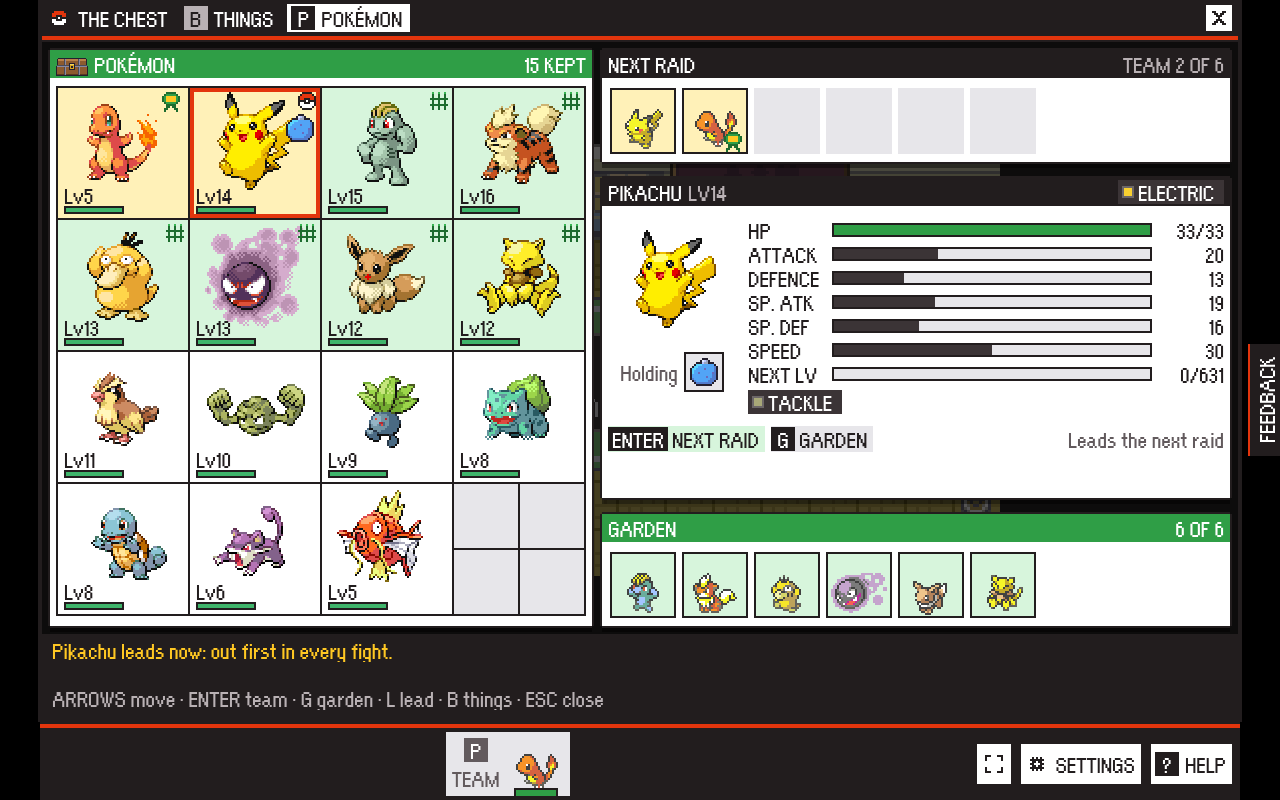 THE CHEST B THINGS P POKÉMON X
POKÉMON 15 KEPT
Lv5 Lv14 Lv15 Lv16
Lv13 Lv13 Lv12 Lv12
Lv11 Lv10 Lv9 Lv8
Lv8 Lv6 Lv5
NEXT RAID TEAM 2 OF 6
PIKACHU LV14 ELECTRIC
HP 33/33
ATTACK 20
DEFENCE 13
SP. ATK 19
SP. DEF 16
SPEED 30
Holding
NEXT LV 0/631
TACKLE
ENTER NEXT RAID G GARDEN Leads the next raid
GARDEN 6 OF 6
FEEDBACK
Pikachu leads now: out first in every fight.
ARROWS move · ENTER team · G garden · L lead · B things · ESC close
P
TEAM
SETTINGS ? HELP